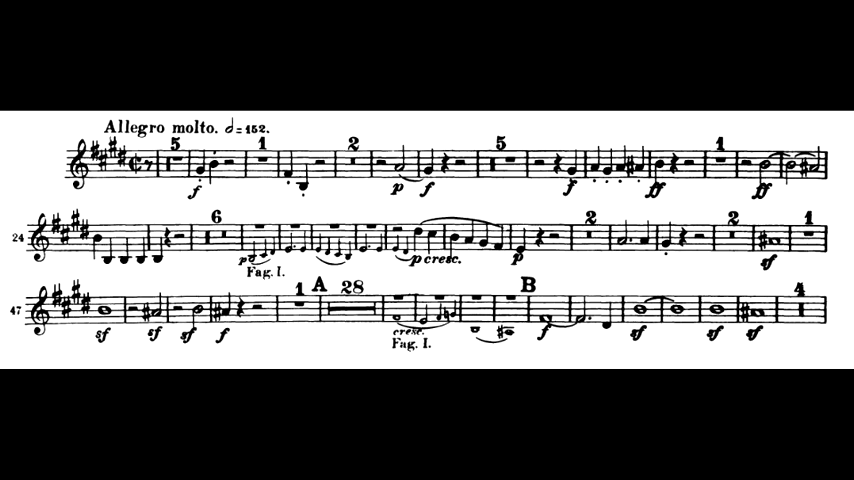 Allegro molto. 𝅗𝅥 = 152.
5 1 2 5 1
f p f f ff ff
24 6 2 2 1
p p cresc. p sf
Fag. I.
47 1 A 28 B 4
sf sf sf f cresc. f sf sf sf sf
Fag. I.